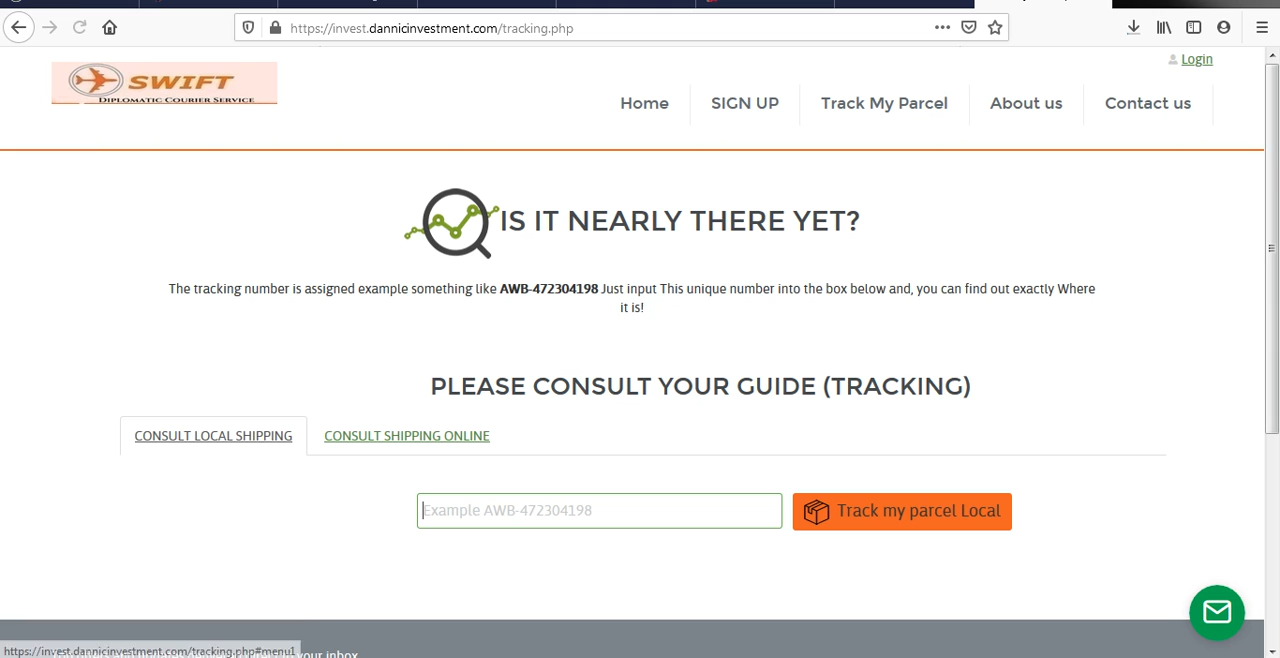 https://invest.dannicinvestment.com/tracking.php
Login
SWIFT
DIPLOMATIC COURIER SERVICE
Home
SIGN UP
Track My Parcel
About us
Contact us
IS IT NEARLY THERE YET?
The tracking number is assigned example something like AWB-472304198 Just input This unique number into the box below and, you can find out exactly Where
it is!
PLEASE CONSULT YOUR GUIDE (TRACKING)
CONSULT LOCAL SHIPPING
CONSULT SHIPPING ONLINE
Example AWB-472304198
Track my parcel Local
https://invest.dannicinvestment.com/tracking.php#menu1
your inbox